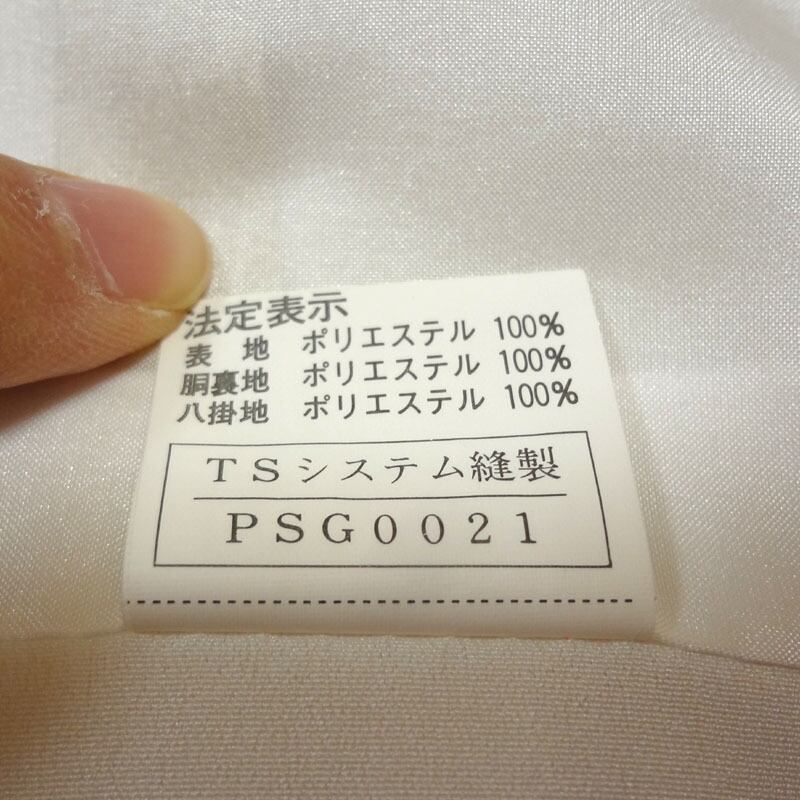 法定表示
表 地 ポリエステル 100%
胴裏地 ポリエステル 100%
八掛地 ポリエステル 100%
TSシステム縫製
PSG0021